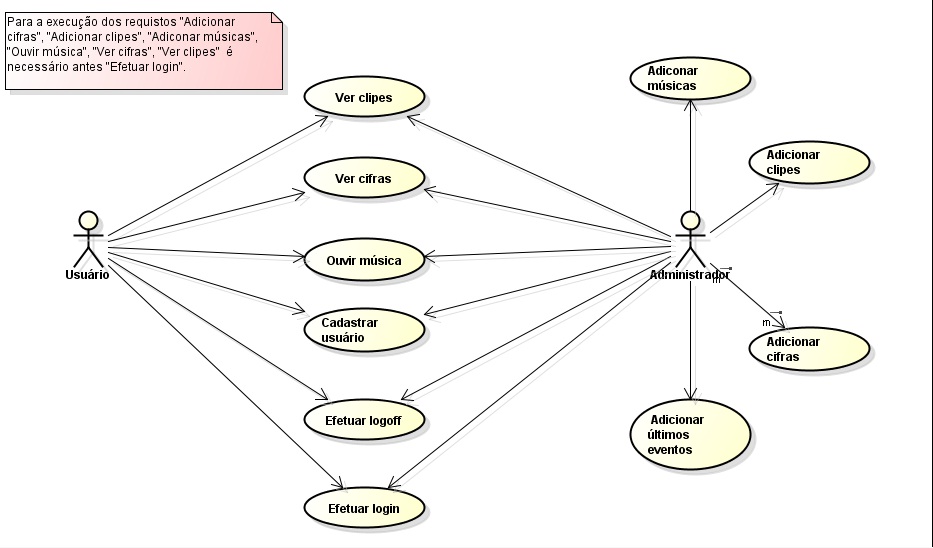 Para a execução dos requistos "Adicionar
cifras", "Adicionar clipes", "Adiconar músicas",
"Ouvir música", "Ver cifras", "Ver clipes" é
necessário antes "Efetuar login".
Ver clipes
Adiconar
músicas
Adicionar
clipes
Ver cifras
Usuário
Ouvir música
Administrador
m
Cadastrar
usuário
m
Adicionar
cifras
Efetuar logoff
Adicionar
últimos
eventos
Efetuar login